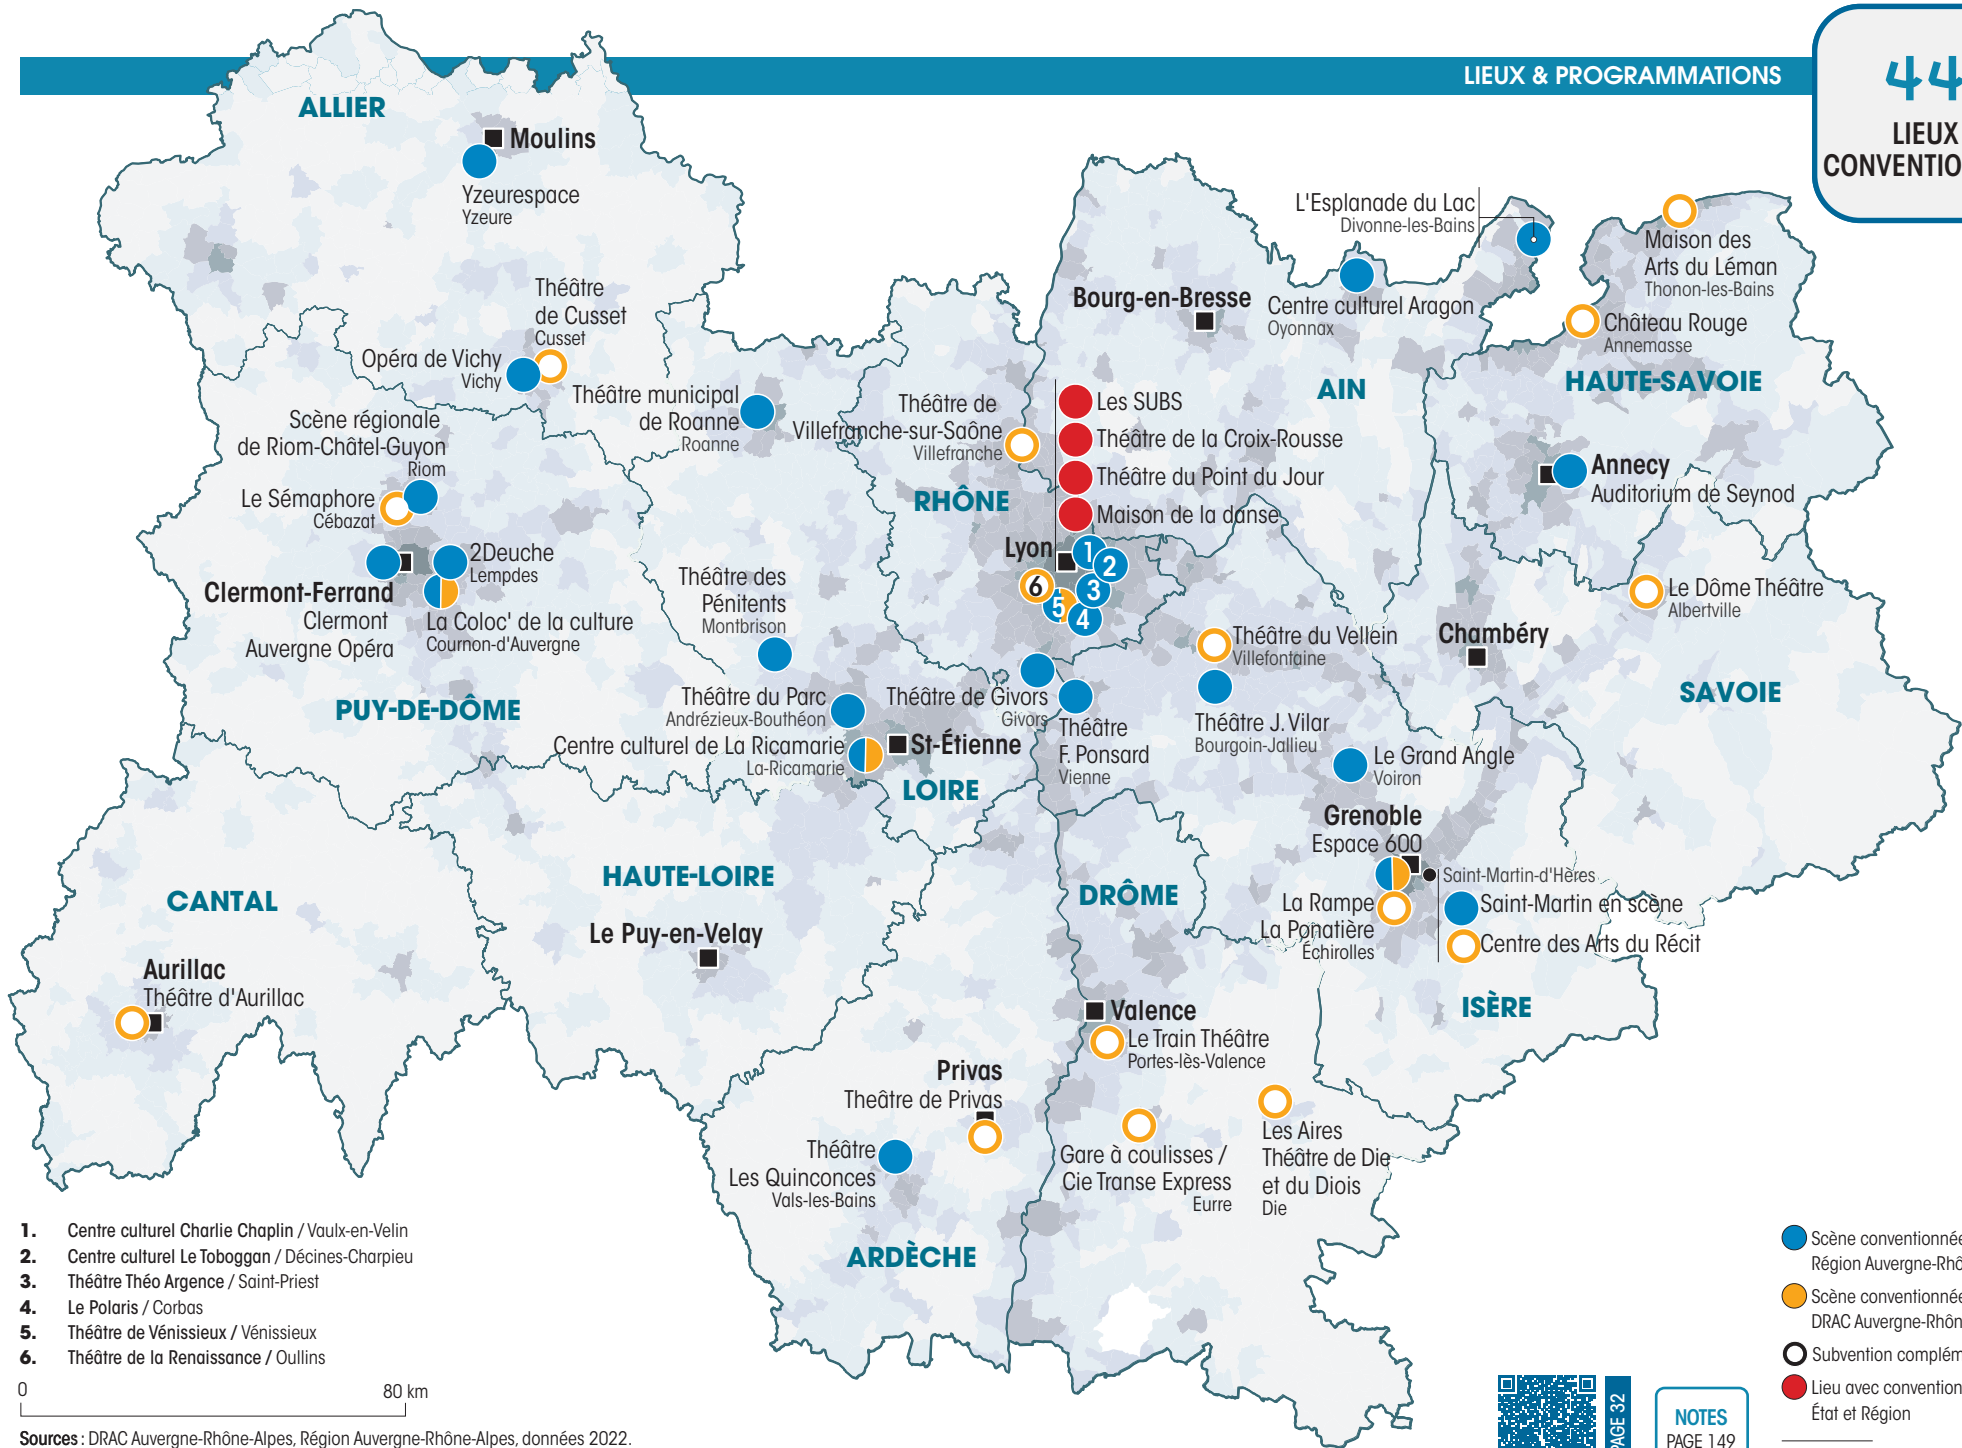 LIEUX & PROGRAMMATIONS
44
LIEUX
CONVENTIO
ALLIER
Moulins
Yzeurespace
Yzeure
Théâtre
de Cusset
Cusset
Opéra de Vichy
Vichy
Scène régionale
de Riom-Châtel-Guyon
Riom
Le Sémaphore
Cébazat
2Deuche
Lempdes
Clermont-Ferrand
Clermont
Auvergne Opéra
La Coloc' de la culture
Cournon-d'Auvergne
PUY-DE-DÔME
Théâtre municipal
de Roanne
Roanne
Théâtre des
Pénitents
Montbrison
Théâtre du Parc
Andrézieux-Bouthéon
Centre culturel de La Ricamarie
La-Ricamarie
St-Étienne
LOIRE
Théâtre de
Villefranche-sur-Saône
Villefranche
RHÔNE
Les SUBS
Théâtre de la Croix-Rousse
Théâtre du Point du Jour
Maison de la danse
Lyon
1
2
3
4
5
6
Théâtre de Givors
Givors
Théâtre
F. Ponsard
Vienne
Bourg-en-Bresse
L'Esplanade du Lac
Divonne-les-Bains
Centre culturel Aragon
Oyonnax
AIN
Maison des
Arts du Léman
Thonon-les-Bains
Château Rouge
Annemasse
HAUTE-SAVOIE
Annecy
Auditorium de Seynod
Le Dôme Théâtre
Albertville
Chambéry
SAVOIE
Théâtre du Vellein
Villefontaine
Théâtre J. Vilar
Bourgoin-Jallieu
Le Grand Angle
Voiron
Grenoble
Espace 600
Saint-Martin-d'Hères
Saint-Martin en scène
Centre des Arts du Récit
La Rampe
La Ponatière
Échirolles
ISÈRE
DRÔME
Valence
Le Train Théâtre
Portes-lès-Valence
Gare à coulisses /
Cie Transe Express
Eurre
Les Aires
Théâtre de Die
et du Diois
Die
CANTAL
Aurillac
Théâtre d'Aurillac
HAUTE-LOIRE
Le Puy-en-Velay
Privas
Theâtre de Privas
Théâtre
Les Quinconces
Vals-les-Bains
ARDÈCHE
1. Centre culturel Charlie Chaplin / Vaulx-en-Velin
2. Centre culturel Le Toboggan / Décines-Charpieu
3. Théâtre Théo Argence / Saint-Priest
4. Le Polaris / Corbas
5. Théâtre de Vénissieux / Vénissieux
6. Théâtre de la Renaissance / Oullins
0 80 km
Sources : DRAC Auvergne-Rhône-Alpes, Région Auvergne-Rhône-Alpes, données 2022.
PAGE 32
NOTES
PAGE 149
Scène conventionnée
Région Auvergne-Rhô
Scène conventionnée
DRAC Auvergne-Rhôn
Subvention complém
Lieu avec convention
État et Région